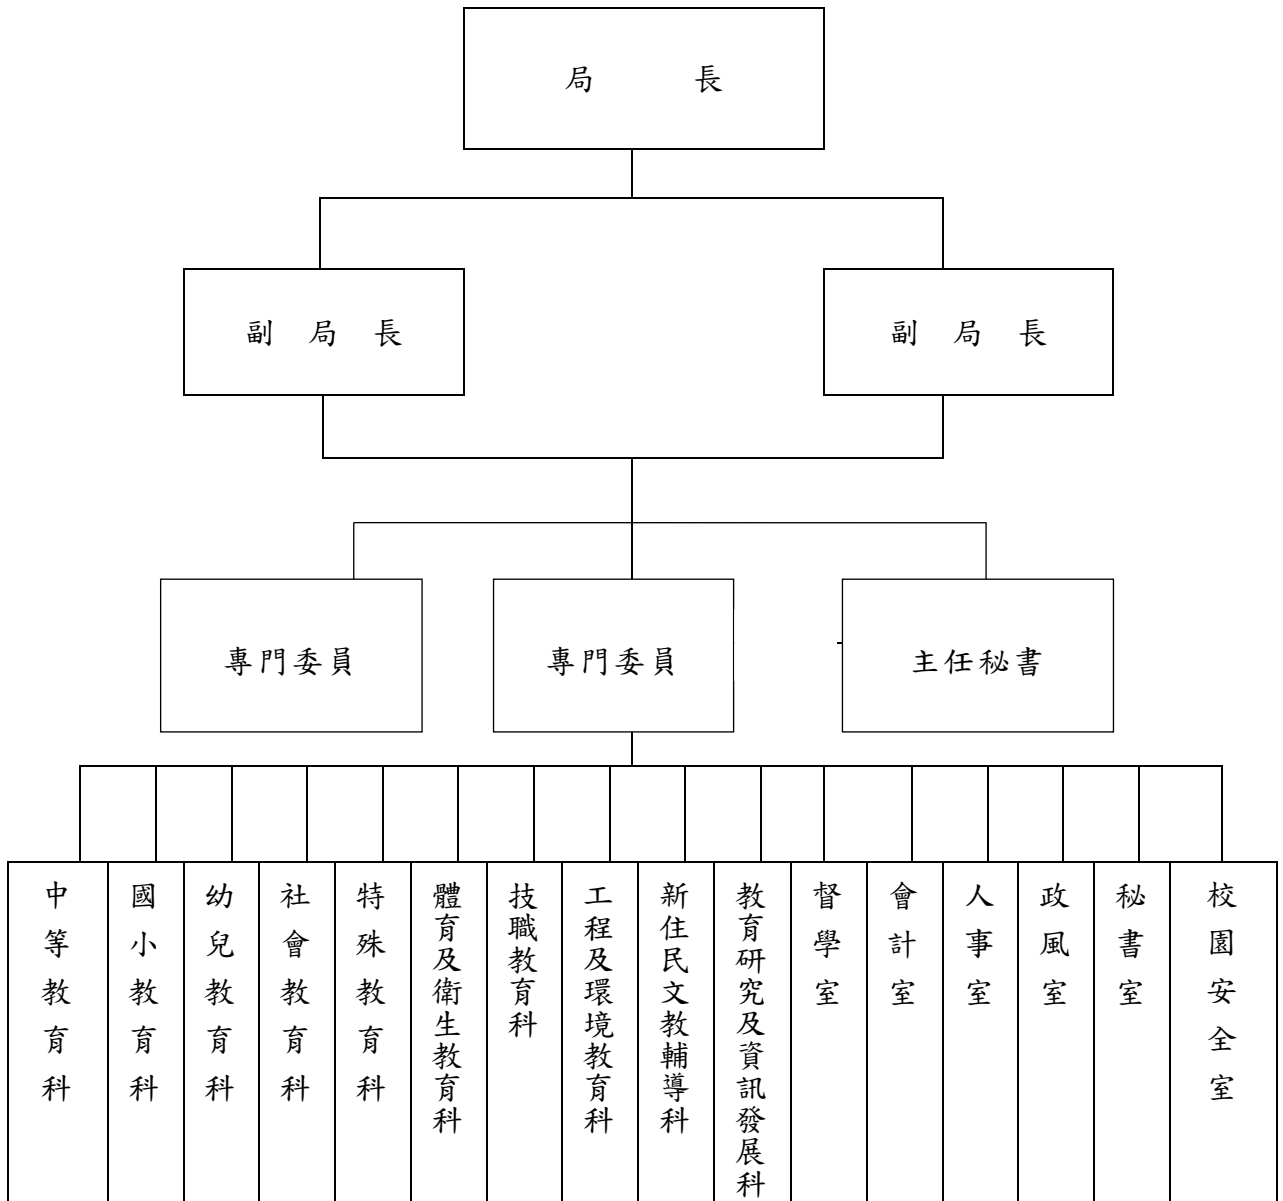 局長
副局長
副局長
專門委員
專門委員
主任秘書
中等教育科
國小教育科
幼兒教育科
社會教育科
特殊教育科
體育及衛生教育科
技職教育科
工程及環境教育科
新住民文教輔導科
教育研究及資訊發展科
督學室
會計室
人事室
政風室
秘書室
校園安全室